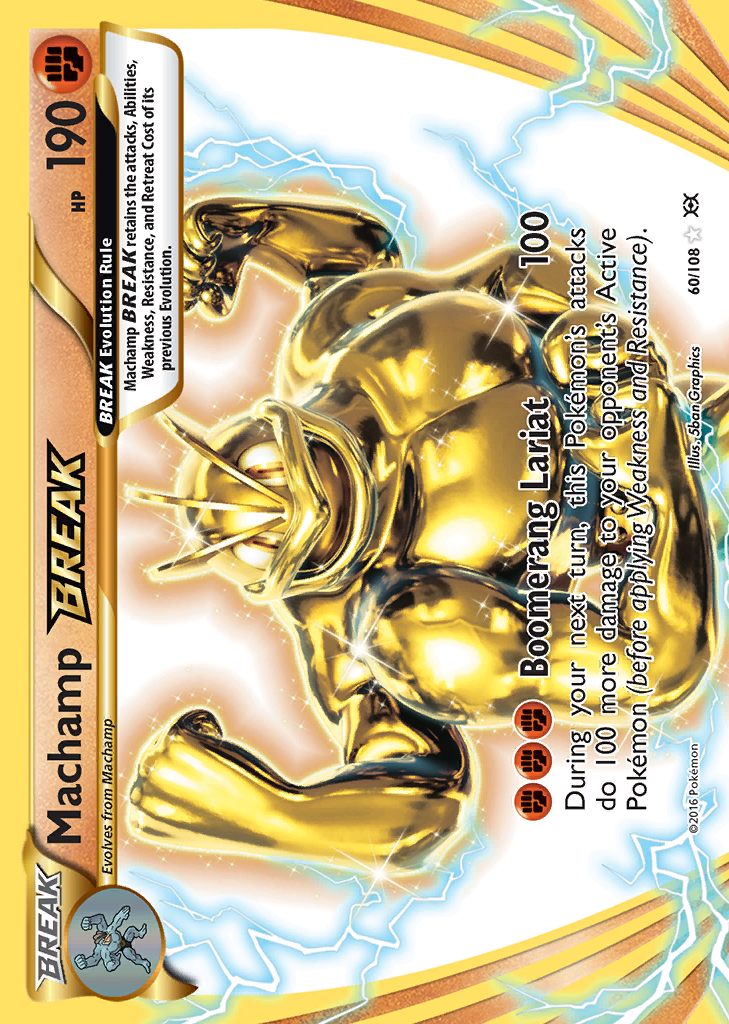 BREAK
Machamp BREAK
HP 190
Evolves from Machamp
BREAK Evolution Rule
Machamp BREAK retains the attacks, Abilities,
Weakness, Resistance, and Retreat Cost of its
previous Evolution.
Boomerang Lariat 100
During your next turn, this Pokémon's attacks
do 100 more damage to your opponent's Active
Pokémon (before applying Weakness and Resistance).
Illus. 5ban Graphics
©2016 Pokémon
60/108